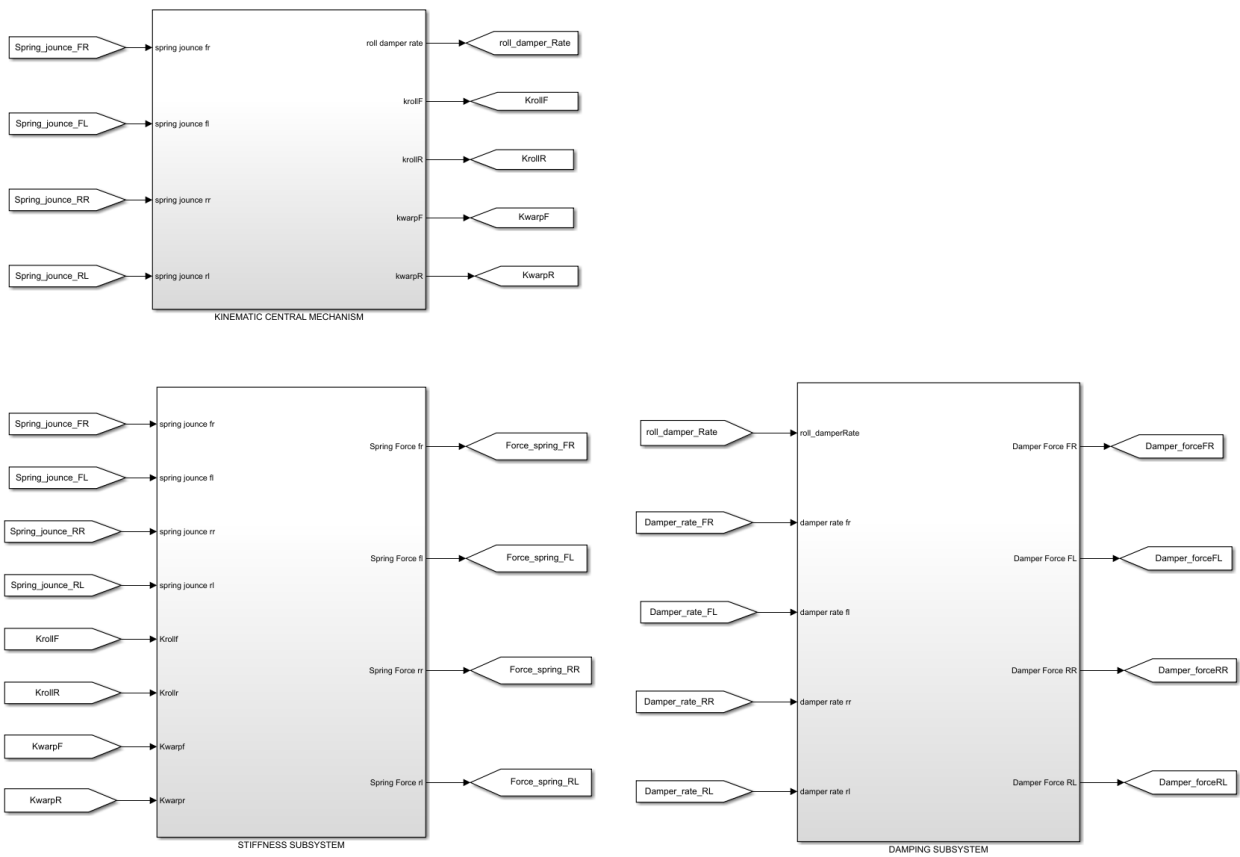 Spring_jounce_FR
spring jounce fr
roll damper rate
roll_damper_Rate
krollF
KrollF
Spring_jounce_FL
spring jounce fl
krollR
KrollR
Spring_jounce_RR
spring jounce rr
kwarpF
KwarpF
Spring_jounce_RL
spring jounce rl
kwarpR
KwarpR
KINEMATIC CENTRAL MECHANISM
Spring_jounce_FR
spring jounce fr
Spring Force fr
Force_spring_FR
Spring_jounce_FL
spring jounce fl
Spring_jounce_RR
spring jounce rr
Spring Force fl
Force_spring_FL
Spring_jounce_RL
spring jounce rl
KrollF
Krollf
Spring Force rr
Force_spring_RR
KrollR
Krollr
KwarpF
Kwarpf
Spring Force rl
Force_spring_RL
KwarpR
Kwarpr
STIFFNESS SUBSYSTEM
roll_damper_Rate
roll_damperRate
Damper Force FR
Damper_forceFR
Damper_rate_FR
damper rate fr
Damper Force FL
Damper_forceFL
Damper_rate_FL
damper rate fl
Damper Force RR
Damper_forceRR
Damper_rate_RR
damper rate rr
Damper Force RL
Damper_forceRL
Damper_rate_RL
damper rate rl
DAMPING SUBSYSTEM